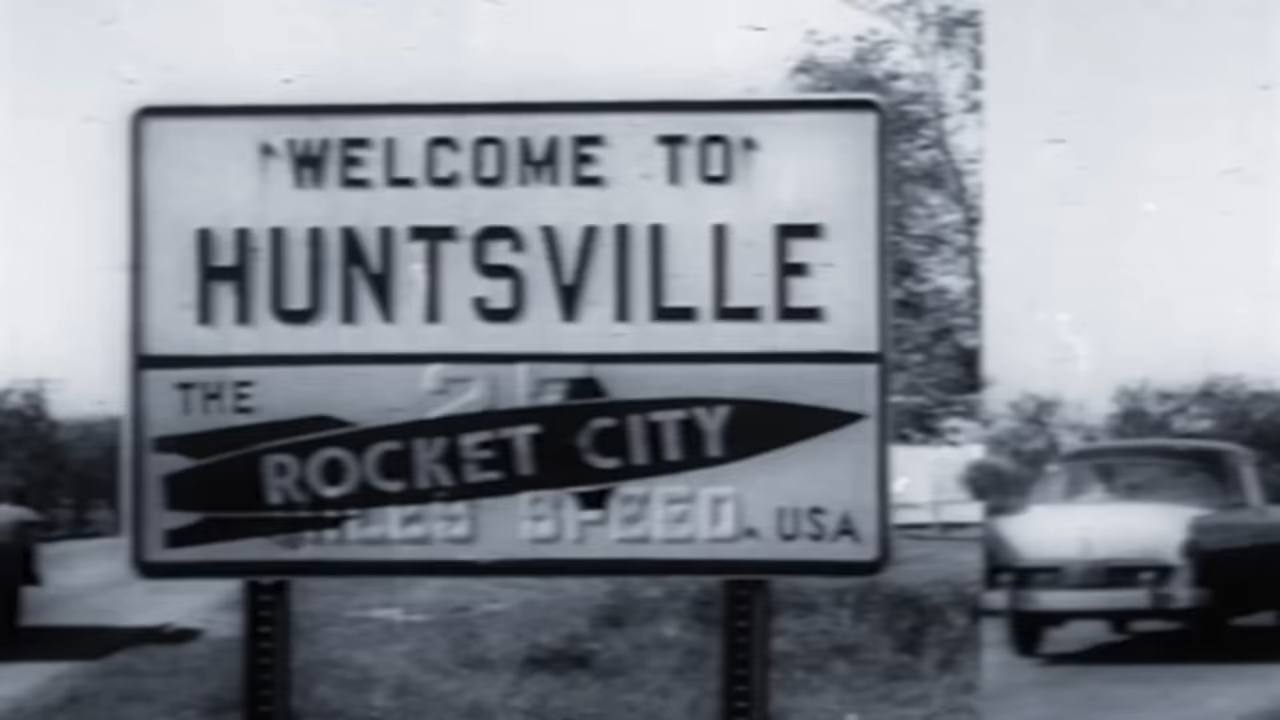 WELCOME TO
HUNTSVILLE
THE
ROCKET CITY
SPEED
USA